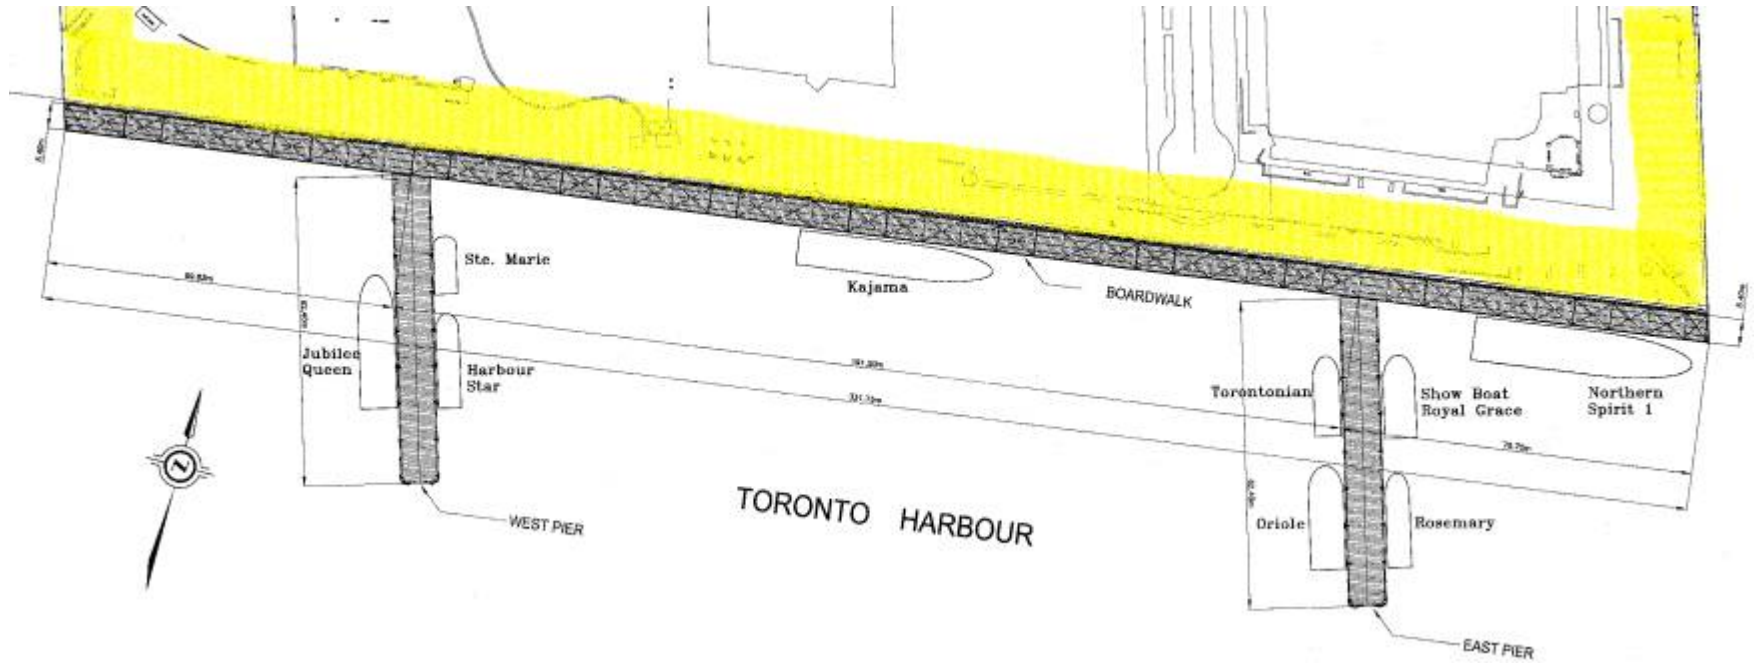 Ste. Marie
Kajama
BOARDWALK
Jubilee
Queen
Harbour
Star
Torontonian
Show Boat
Royal Grace
Northern
Spirit 1
TORONTO HARBOUR
WEST PIER
Oriole
Rosemary
EAST PIER